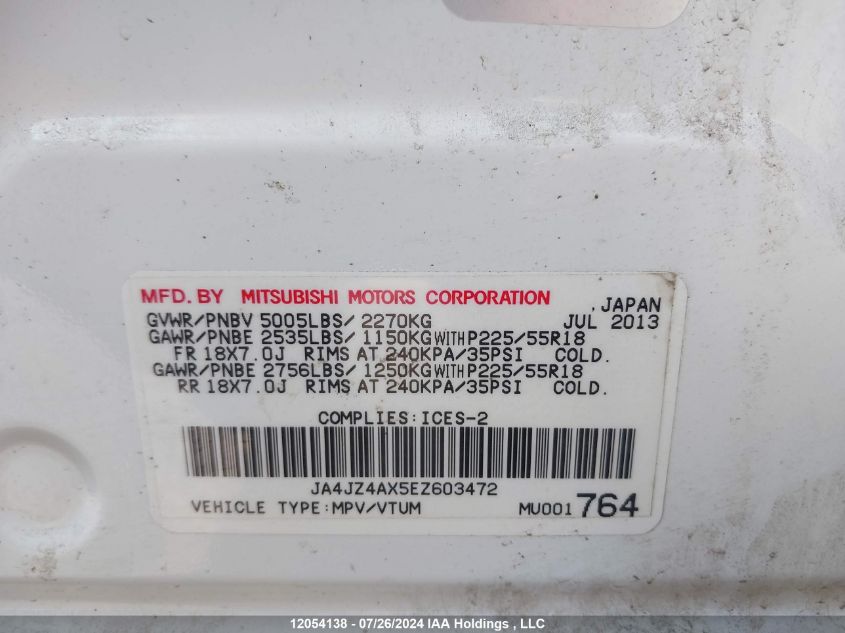 MFD. BY MITSUBISHI MOTORS CORPORATION , JAPAN
GVWR/PNBV 5005LBS/ 2270KG JUL 2013
GAWR/PNBE 2535LBS/ 1150KG WITH P225/55R18
FR 18X7.0J RIMS AT 240KPA/35PSI COLD.
GAWR/PNBE 2756LBS/ 1250KG WITH P225/55R18
RR 18X7.0J RIMS AT 240KPA/35PSI COLD.
COMPLIES:ICES-2
JA4JZ4AX5EZ603472
VEHICLE TYPE:MPV/VTUM MU001 764
12054138 - 07/26/2024 IAA Holdings , LLC